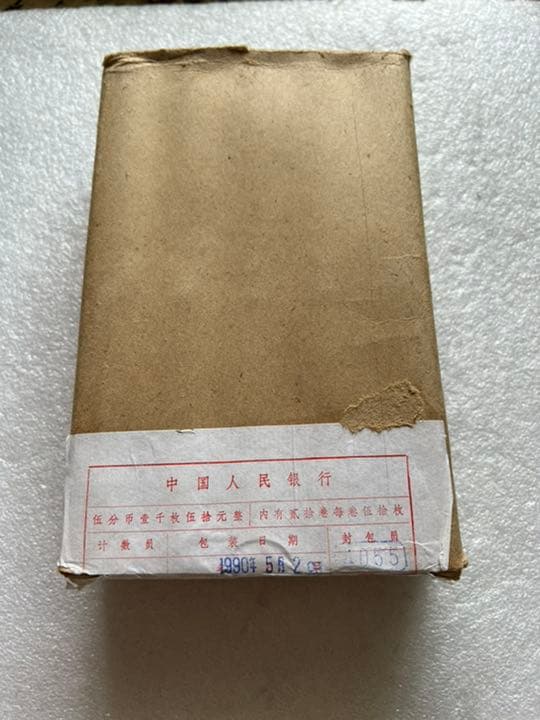 中国人民银行
伍分币壹千枚伍拾元整 内有贰拾卷每卷伍拾枚
计数员 包装日期 封包员
1990年 5月 2 1055